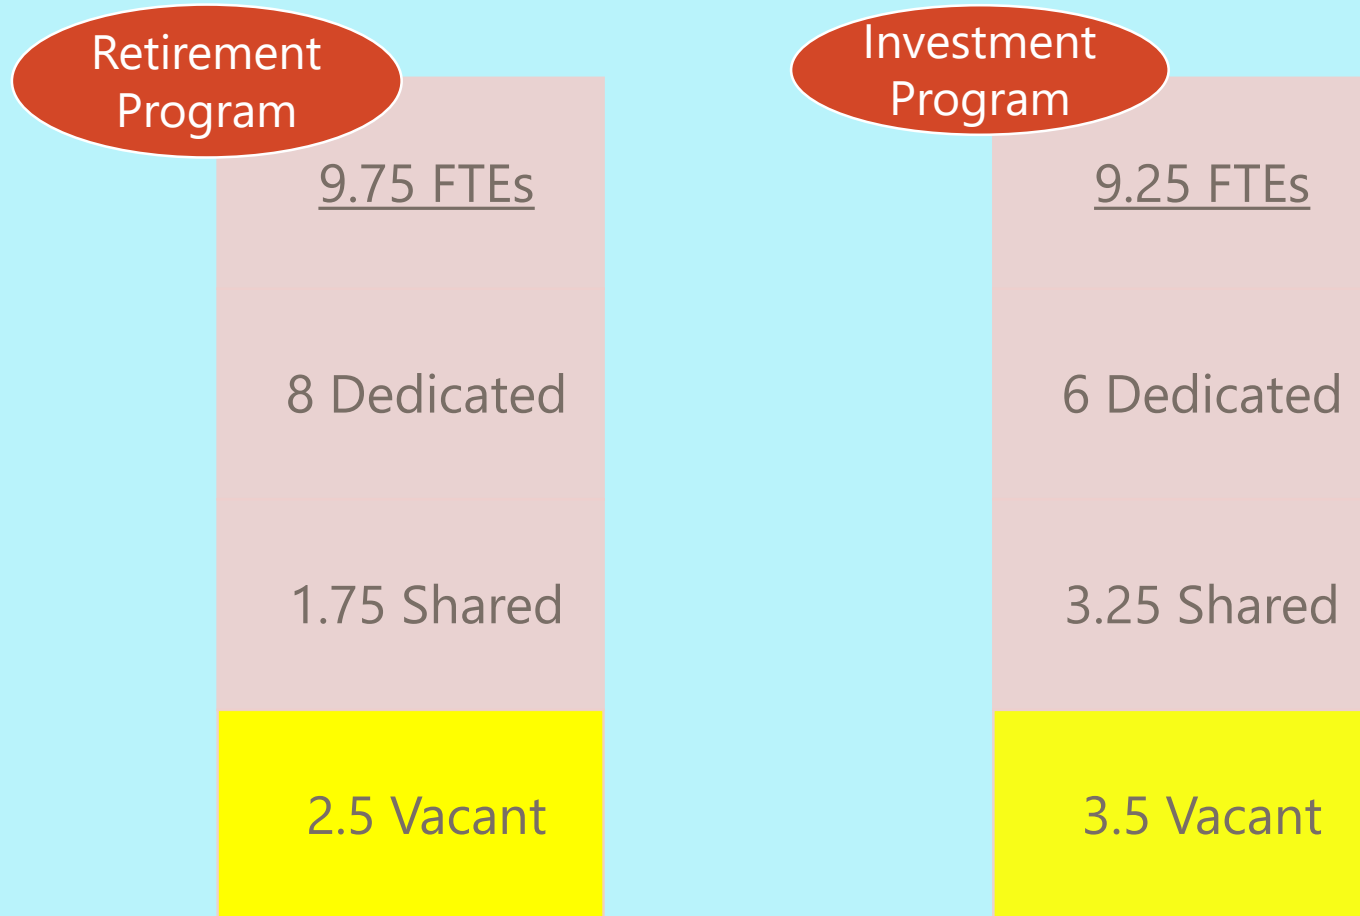 Retirement
Program
9.75 FTEs
8 Dedicated
1.75 Shared
2.5 Vacant
Investment
Program
9.25 FTEs
6 Dedicated
3.25 Shared
3.5 Vacant